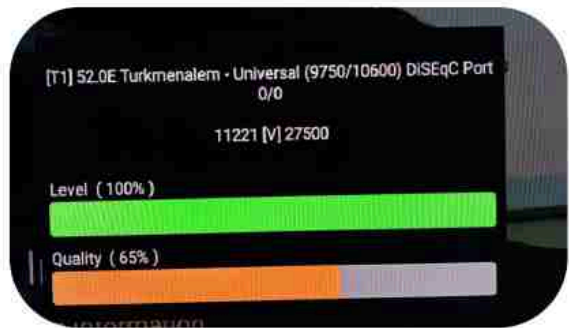 [T1] 52.0E Turkmenalem - Universal (9750/10600) DiSEqC Port
0/0
11221 [V] 27500
Level ( 100% )
Quality ( 65% )